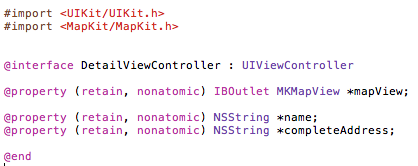 #import <UIKit/UIKit.h>
#import <MapKit/MapKit.h>
@interface DetailViewController : UIViewController
@property (retain, nonatomic) IBOutlet MKMapView *mapView;
@property (retain, nonatomic) NSString *name;
@property (retain, nonatomic) NSString *completeAddress;
@end